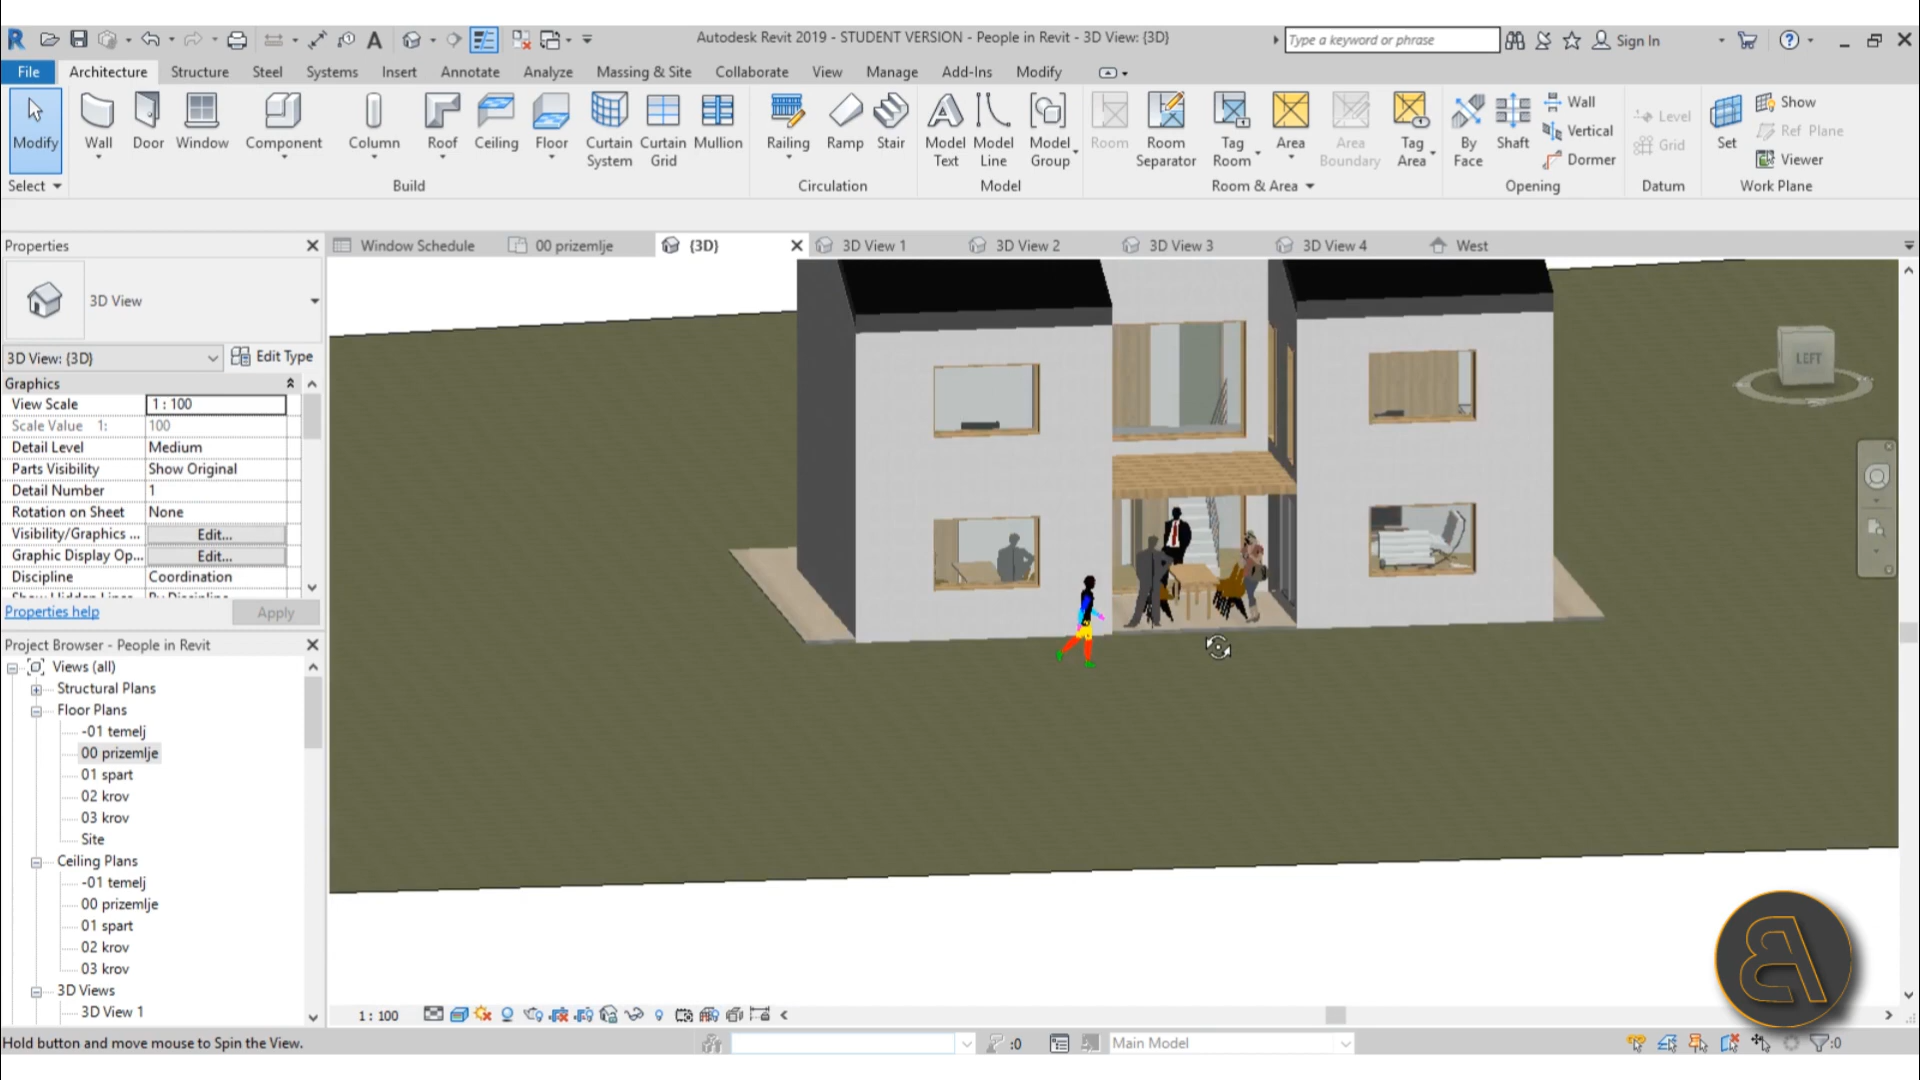 Autodesk Revit 2019 - STUDENT VERSION - People in Revit - 3D View: {3D}
Type a keyword or phrase
Sign In
File Architecture Structure Steel Systems Insert Annotate Analyze Massing & Site Collaborate View Manage Add-Ins Modify
Modify
Wall
Door
Window
Component
Column
Roof
Ceiling
Floor
Curtain System
Curtain Grid
Mullion
Railing
Ramp
Stair
Model Text
Model Line
Model Group
Room
Room Separator
Tag Room
Area
Area Boundary
Tag Area
By Face
Shaft
Wall
Vertical
Dormer
Level
Grid
Set
Show
Ref Plane
Viewer
Select
Build
Circulation
Model
Room & Area
Opening
Datum
Work Plane
Properties
Window Schedule
00 prizemlje
{3D}
3D View 1
3D View 2
3D View 3
3D View 4
West
3D View
3D View: {3D}
Edit Type
Graphics
View Scale 1 : 100
Scale Value 1: 100
Detail Level Medium
Parts Visibility Show Original
Detail Number 1
Rotation on Sheet None
Visibility/Graphics ... Edit...
Graphic Display Op... Edit...
Discipline Coordination
Properties help
Apply
LEFT
Project Browser - People in Revit
Views (all)
Structural Plans
Floor Plans
-01 temelj
00 prizemlje
01 sprat
02 krov
03 krov
Site
Ceiling Plans
-01 temelj
00 prizemlje
01 sprat
02 krov
03 krov
3D Views
3D View 1
1 : 100
Hold button and move mouse to Spin the View.
:0
Main Model
:0